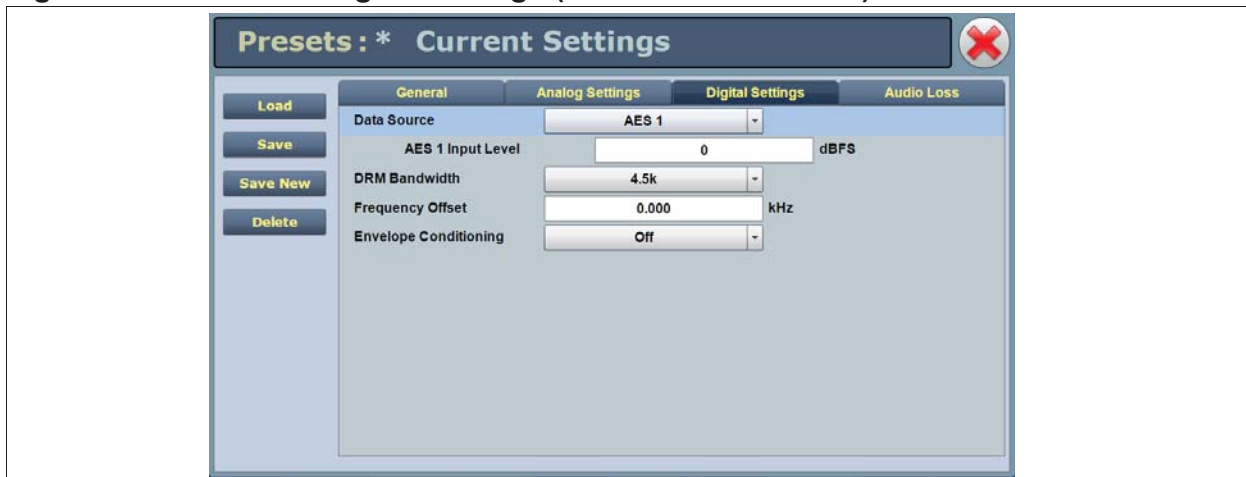 Presets:* Current Settings
Load
Save
Save New
Delete
General Analog Settings Digital Settings Audio Loss
Data Source AES 1
AES 1 Input Level 0 dBFS
DRM Bandwidth 4.5k
Frequency Offset 0.000 kHz
Envelope Conditioning Off